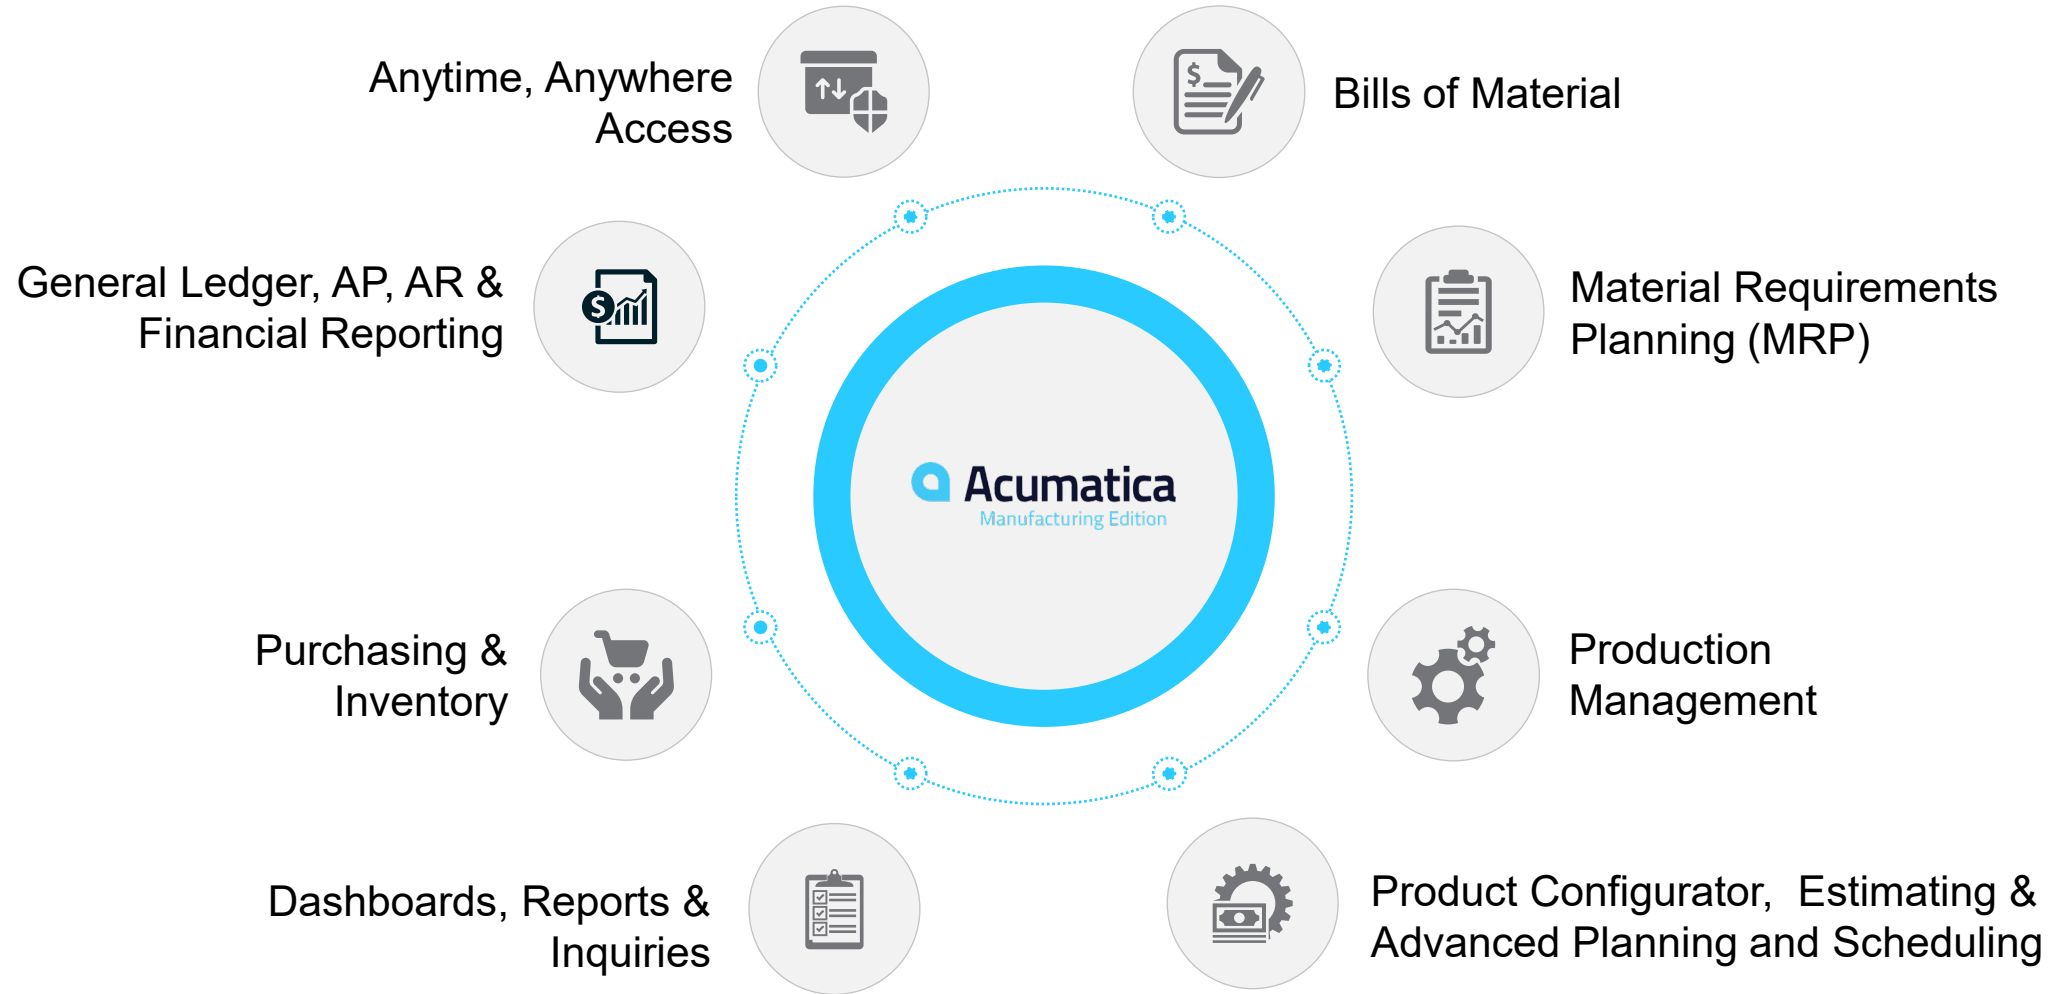 Anytime, Anywhere
Access
Bills of Material
General Ledger, AP, AR &
Financial Reporting
Material Requirements
Planning (MRP)
Acumatica
Manufacturing Edition
Purchasing &
Inventory
Production
Management
Dashboards, Reports &
Inquiries
Product Configurator,  Estimating &
Advanced Planning and Scheduling